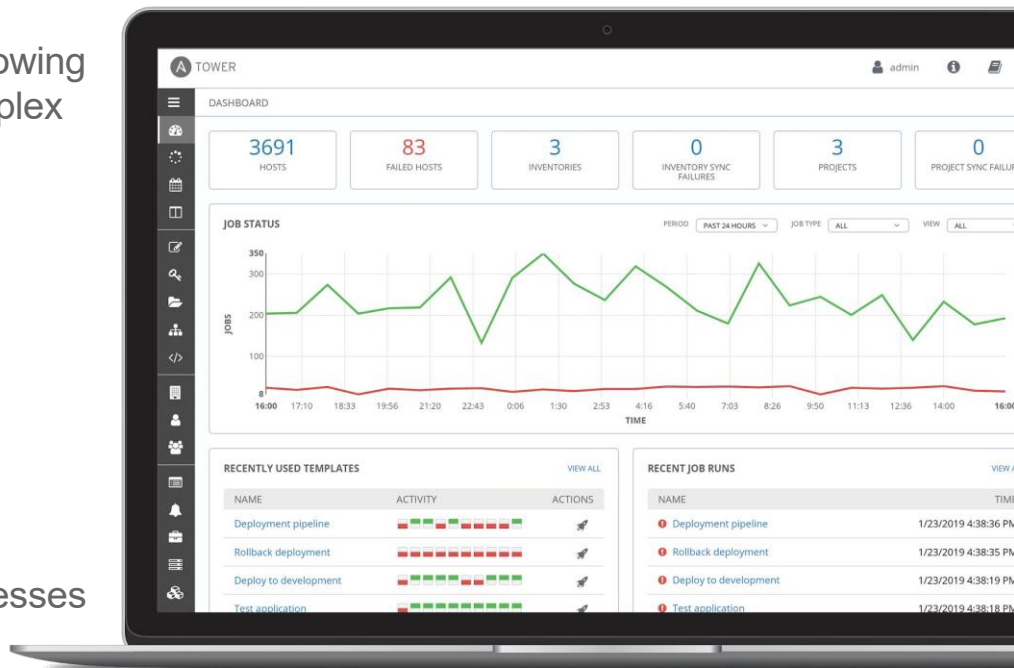 owing
plex
esses
A TOWER
admin
DASHBOARD
3691
HOSTS
83
FAILED HOSTS
3
INVENTORIES
0
INVENTORY SYNC
FAILURES
3
PROJECTS
0
PROJECT SYNC FAILUR
JOB STATUS
PERIOD PAST 24 HOURS JOB TYPE ALL VIEW ALL
350
300
200
100
8
JOBS
16:00 17:10 18:33 19:56 21:20 22:43 0:06 1:30 2:53 4:16 5:40 7:03 8:26 9:50 11:13 12:36 14:00 16:00
TIME
RECENTLY USED TEMPLATES VIEW ALL
NAME ACTIVITY ACTIONS
Deployment pipeline
Rollback deployment
Deploy to development
Test application
RECENT JOB RUNS VIEW A
NAME TIME
Deployment pipeline 1/23/2019 4:38:36 PM
Rollback deployment 1/23/2019 4:38:35 PM
Deploy to development 1/23/2019 4:38:19 PM
Test application 1/23/2019 4:38:18 PM